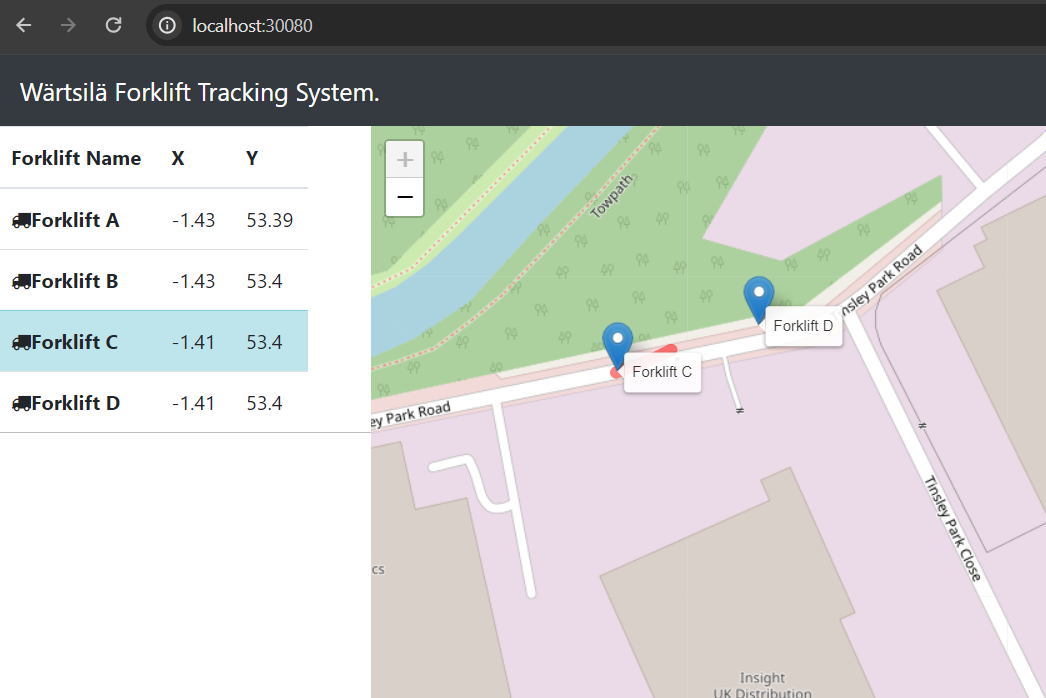 localhost:30080
Wärtsilä Forklift Tracking System.
Forklift Name X Y
Forklift A -1.43 53.39
Forklift B -1.43 53.4
Forklift C -1.41 53.4
Forklift D -1.41 53.4
+
−
Towpath
Tinsley Park Road
Forklift D
Forklift C
ey Park Road
Tinsley Park Close
cs
Insight
UK Distribution